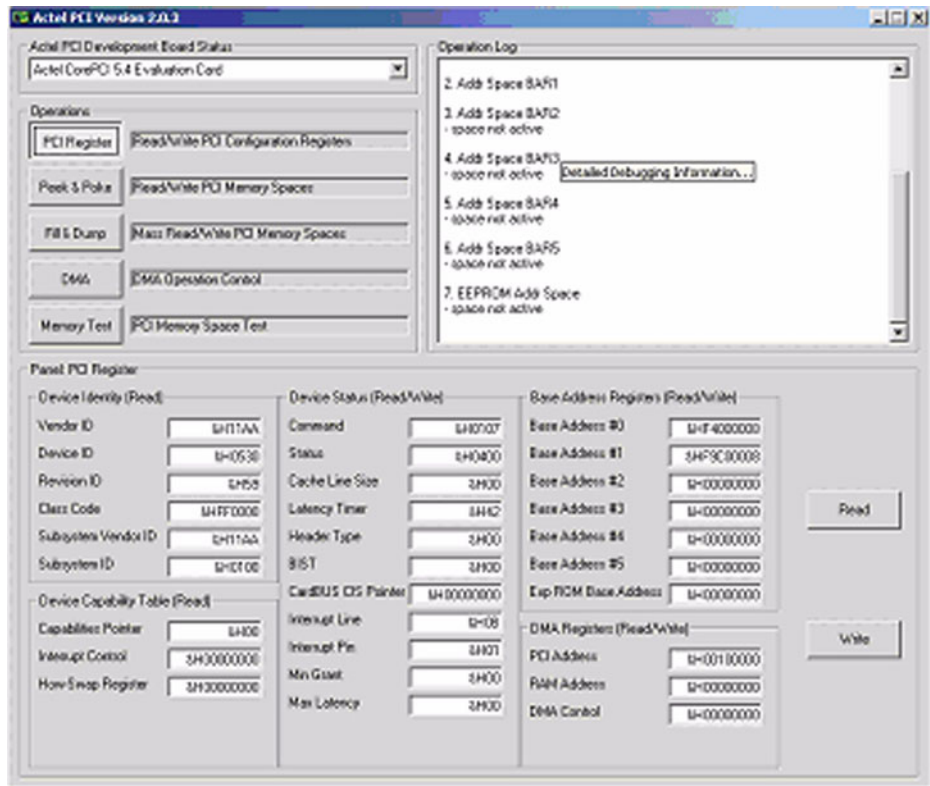 Actel PCI Version 2.0.3
Actel PCI Development Board Status
Actel CorePCI 5.4 Evaluation Card
Operations
PCI Register Read/Write PCI Configuration Registers
Peek & Poke Read/Write PCI Memory Spaces
Fill & Dump Mass Read/Write PCI Memory Spaces
DMA DMA Operation Control
Memory Test PCI Memory Space Test
Operation Log
2. Addr Space BAR1
3. Addr Space BAR2
- space not active
4. Addr Space BAR3
- space not active
Detailed Debugging Information...
5. Addr Space BAR4
- space not active
6. Addr Space BAR5
- space not active
7. EEPROM Addr Space
- space not active
Panel: PCI Register
Device Identity (Read)
Vendor ID &H11AA
Device ID &H0530
Revision ID
Class Code &HFF0000
Subsystem Vendor ID &H11AA
Subsystem ID &H0100
Device Capability Table (Read)
Capabilities Pointer &H00
Interrupt Control &H00000000
How-Swap Register &H00000000
Device Status (Read/Write)
Command &H0107
Status &H0400
Cache Line Size &H00
Latency Timer &H42
Header Type &H00
BIST &H00
CardBUS CIS Pointer &H00000000
Interrupt Line
Interrupt Pin &H01
Min Grant &H00
Max Latency &H00
Base Address Registers (Read/Write)
Base Address #0 &HF4000000
Base Address #1 &HF9C00008
Base Address #2 &H00000000
Base Address #3 &H00000000
Base Address #4 &H00000000
Base Address #5 &H00000000
Exp ROM Base Address &H00000000
DMA Registers (Read/Write)
PCI Address &H00100000
RAM Address &H00000000
DMA Control &H00000000
Read
Write